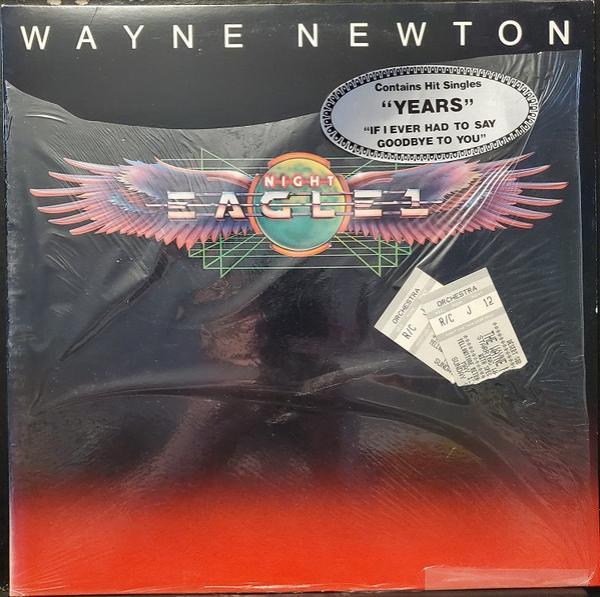 WAYNE NEWTON
Contains Hit Singles
"YEARS"
"IF I EVER HAD TO SAY
GOODBYE TO YOU"
NIGHT
EAGLE 1
ORCHESTRA
R/C J
ORCHESTRA
R/C J 12